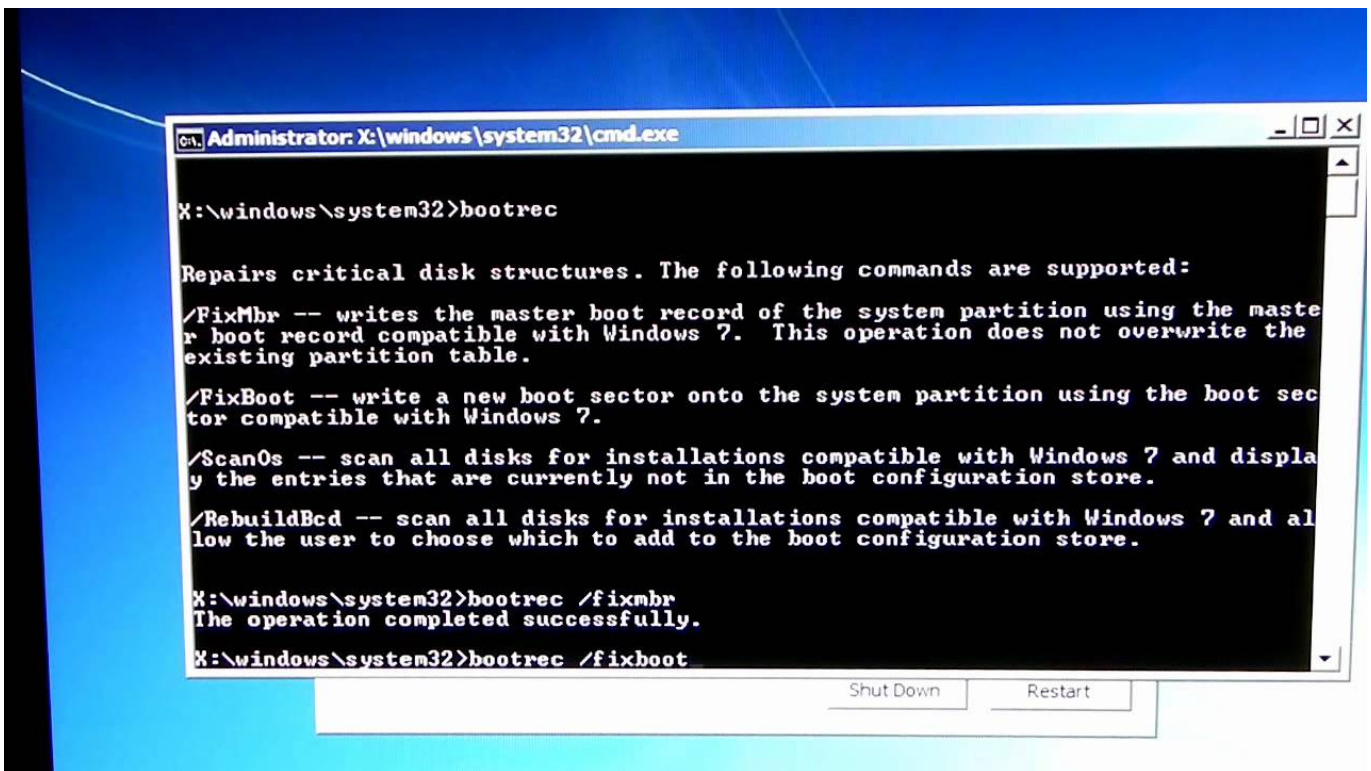 Administrator: X:\windows\system32\cmd.exe
X:\windows\system32>bootrec
Repairs critical disk structures. The following commands are supported:
/FixMbr -- writes the master boot record of the system partition using the maste
r boot record compatible with Windows 7.  This operation does not overwrite the
existing partition table.
/FixBoot -- write a new boot sector onto the system partition using the boot sec
tor compatible with Windows 7.
/ScanOs -- scan all disks for installations compatible with Windows 7 and displa
y the entries that are currently not in the boot configuration store.
/RebuildBcd -- scan all disks for installations compatible with Windows 7 and al
low the user to choose which to add to the boot configuration store.
X:\windows\system32>bootrec /fixmbr
The operation completed successfully.
X:\windows\system32>bootrec /fixboot
Shut Down Restart